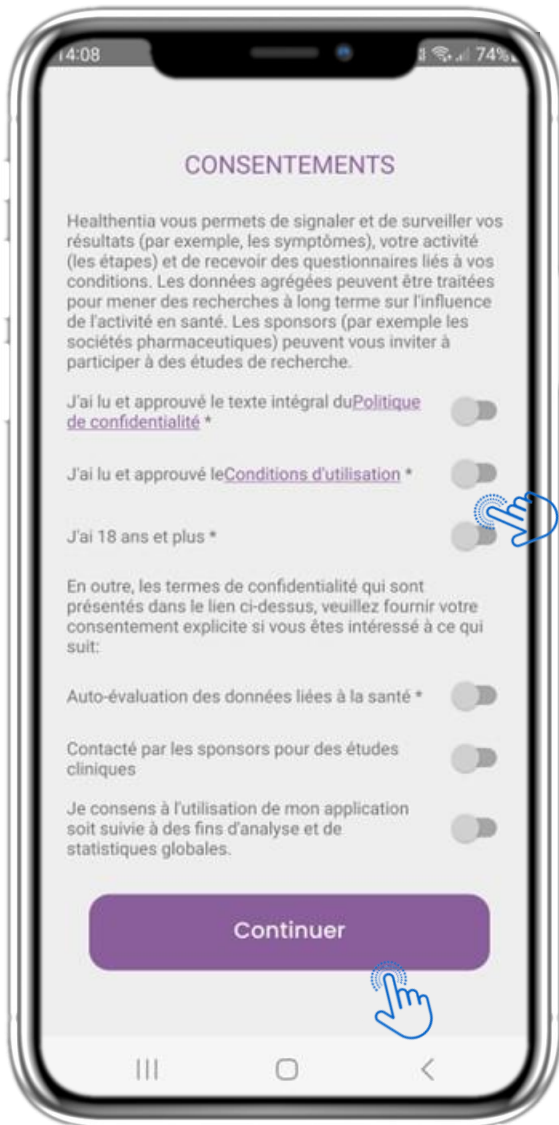 14:08
74%
CONSENTEMENTS
Healthentia vous permets de signaler et de surveiller vos
résultats (par exemple, les symptômes), votre activité
(les étapes) et de recevoir des questionnaires liés à vos
conditions. Les données agrégées peuvent être traitées
pour mener des recherches à long terme sur l'influence
de l'activité en santé. Les sponsors (par exemple les
sociétés pharmaceutiques) peuvent vous inviter à
participer à des études de recherche.
J'ai lu et approuvé le texte intégral duPolitique
de confidentialité *
J'ai lu et approuvé leConditions d'utilisation *
J'ai 18 ans et plus *
En outre, les termes de confidentialité qui sont
présentés dans le lien ci-dessus, veuillez fournir votre
consentement explicite si vous êtes intéressé à ce qui
suit:
Auto-évaluation des données liées à la santé *
Contacté par les sponsors pour des études
cliniques
Je consens à l'utilisation de mon application
soit suivie à des fins d'analyse et de
statistiques globales.
Continuer